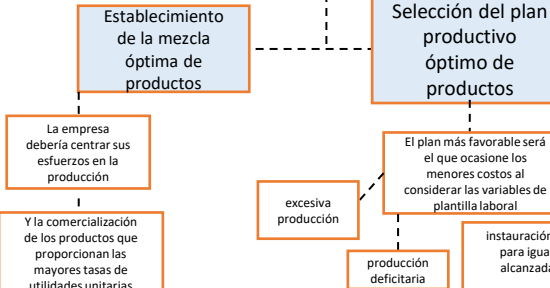 Establecimiento
de la mezcla
óptima de
productos
Selección del plan
productivo
óptimo de
productos
La empresa
debería centrar sus
esfuerzos en la
producción
Y la comercialización
de los productos que
proporcionan las
mayores tasas de
utilidades unitarias
El plan más favorable será
el que ocasione los
menores costos al
considerar las variables de
plantilla laboral
excesiva
producción
producción
deficitaria
instauración
para igua
alcanzada